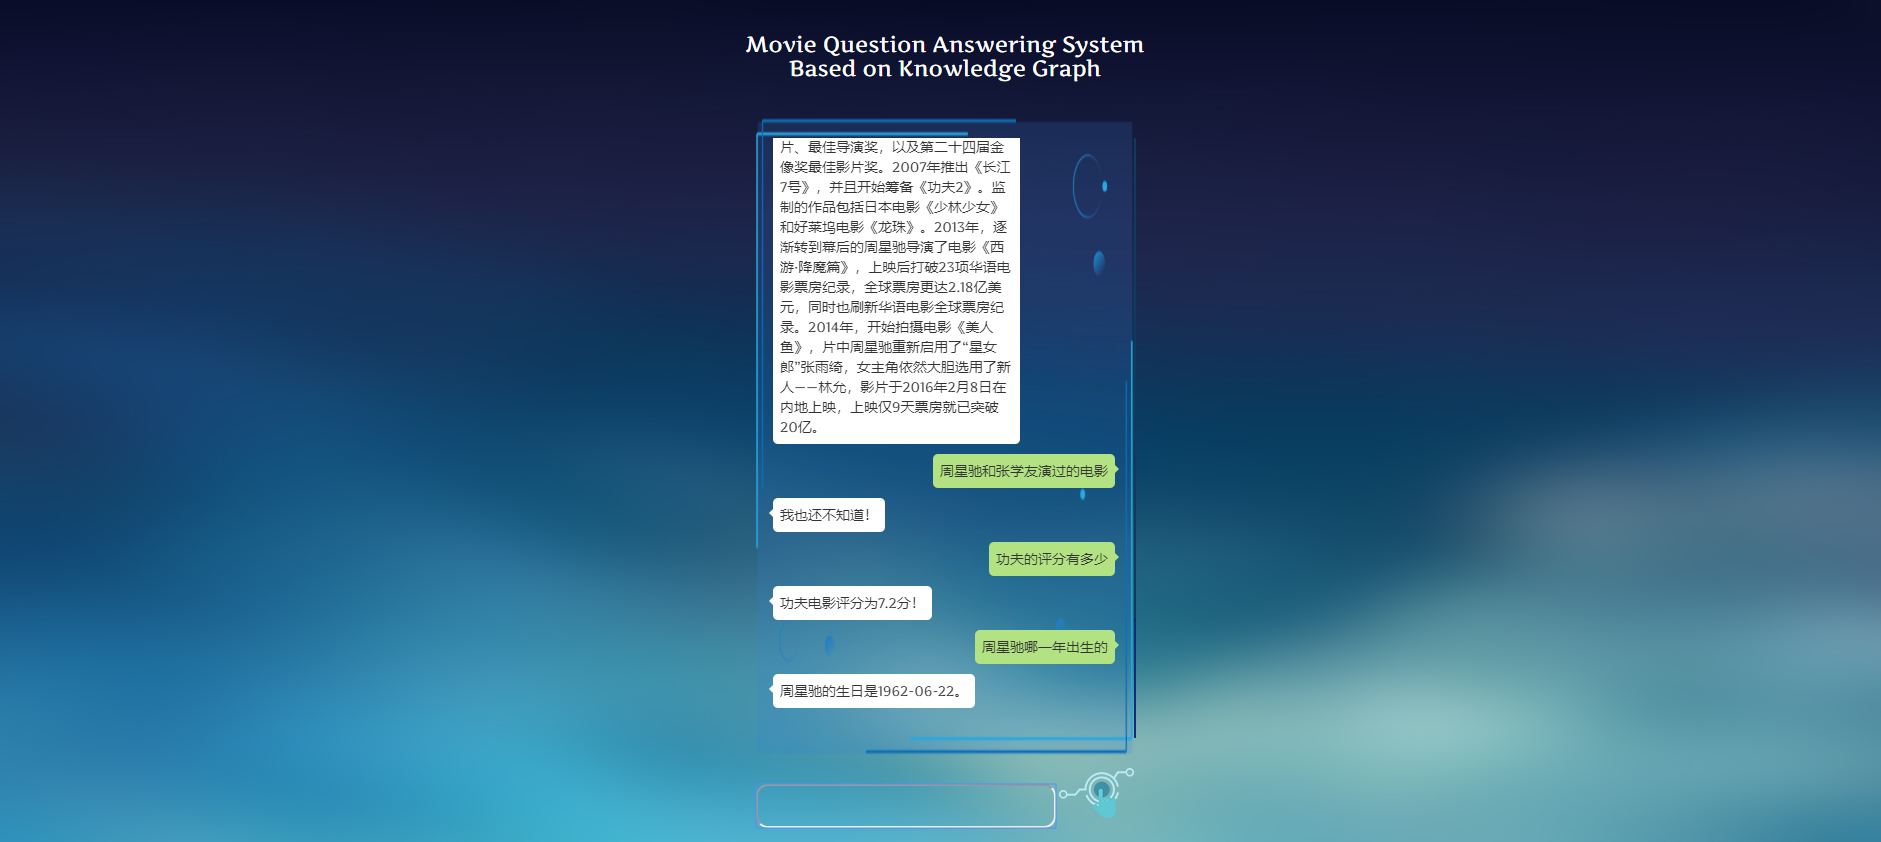 Movie Question Answering System
Based on Knowledge Graph
片、最佳导演奖，以及第二十四届金
像奖最佳影片奖。2007年推出《长江
7号》，并且开始筹备《功夫2》。监
制的作品包括日本电影《少林少女》
和好莱坞电影《龙珠》。2013年，逐
渐转到幕后的周星驰导演了电影《西
游·降魔篇》，上映后打破23项华语电
影票房纪录，全球票房更达2.18亿美
元，同时也刷新华语电影全球票房纪
录。2014年，开始拍摄电影《美人
鱼》，片中周星驰重新启用了“星女
郎”张雨绮，女主角依然大胆选用了新
人——林允，影片于2016年2月8日在
内地上映，上映仅9天票房就已突破
20亿。
周星驰和张学友演过的电影
我也还不知道！
功夫的评分有多少
功夫电影评分为7.2分！
周星驰哪一年出生的
周星驰的生日是1962-06-22。